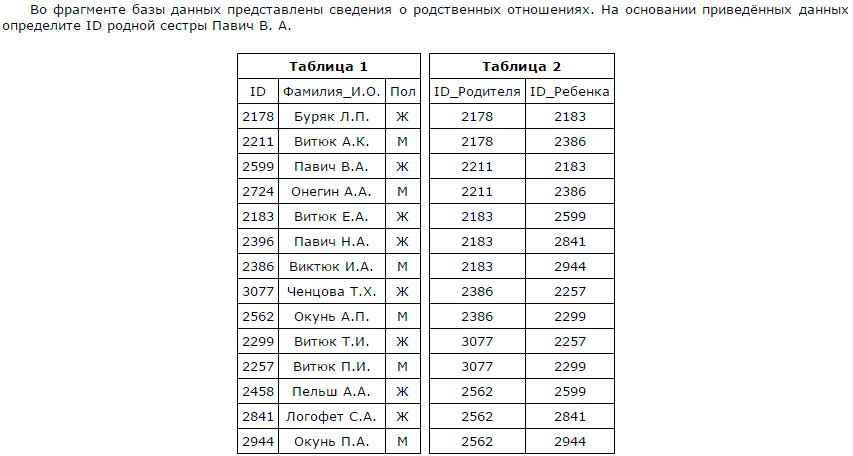 Во фрагменте базы данных представлены сведения о родственных отношениях. На основании приведённых данных
определите ID родной сестры Павич В. А.
Таблица 1 Таблица 2
ID Фамилия_И.О. Пол ID_Родителя ID_Ребенка
2178 Буряк Л.П. Ж 2178 2183
2211 Витюк А.К. М 2178 2386
2599 Павич В.А. Ж 2211 2183
2724 Онегин А.А. М 2211 2386
2183 Витюк Е.А. Ж 2183 2599
2396 Павич Н.А. Ж 2183 2841
2386 Виктюк И.А. М 2183 2944
3077 Ченцова Т.Х. Ж 2386 2257
2562 Окунь А.П. М 2386 2299
2299 Витюк Т.И. Ж 3077 2257
2257 Витюк П.И. М 3077 2299
2458 Пельш А.А. Ж 2562 2599
2841 Логофет С.А. Ж 2562 2841
2944 Окунь П.А. М 2562 2944